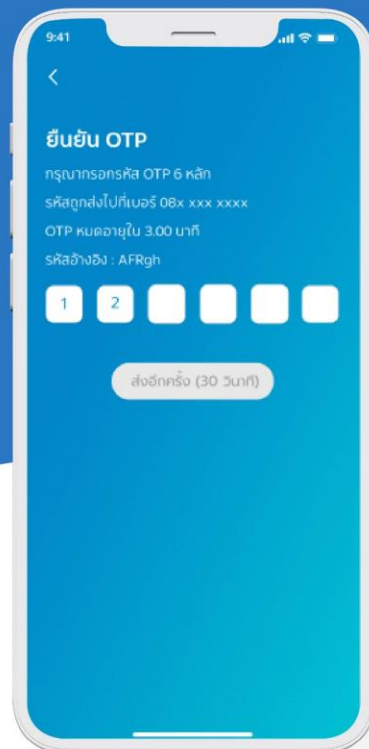 9:41
ยืนยัน OTP
กรุณากรอกรหัส OTP 6 หลัก
รหัสถูกส่งไปที่เบอร์ 08x xxx xxxx
OTP หมดอายุใน 3.00 นาที
รหัสอ้างอิง : AFRgh
1 2
ส่งอีกครั้ง (30 วินาที)